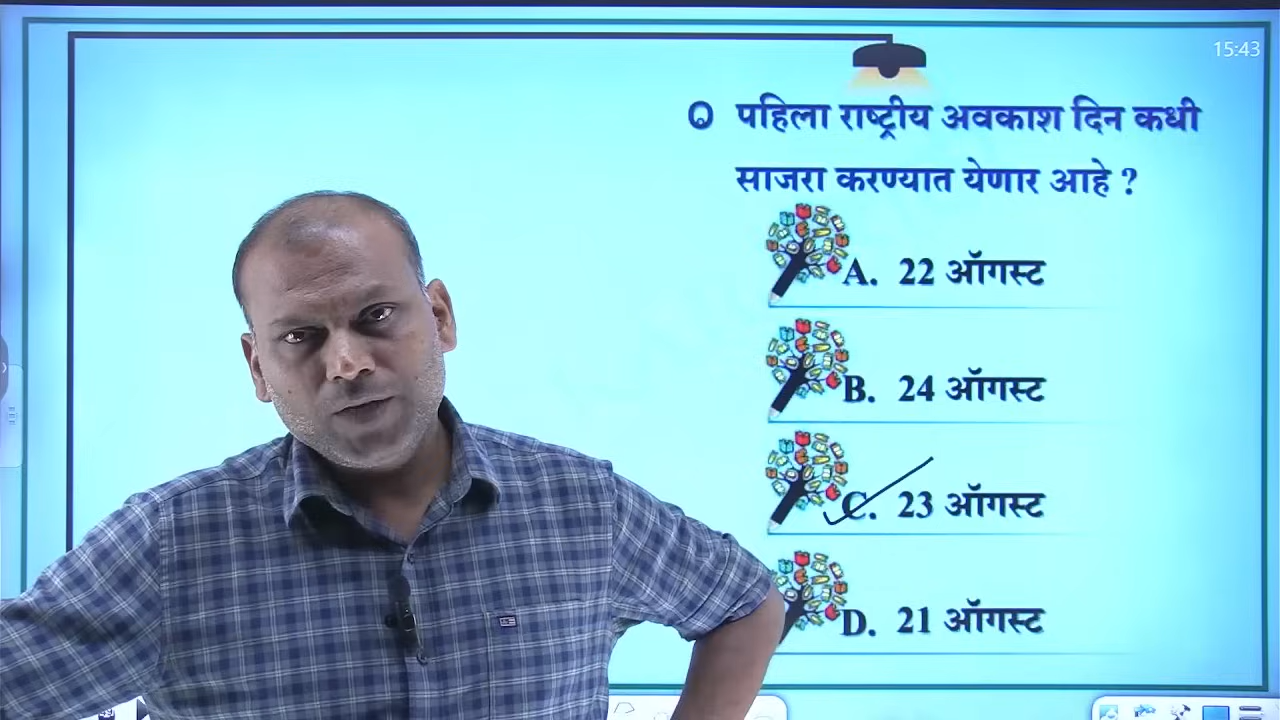 15:43
Q पहिला राष्ट्रीय अवकाश दिन कधी
साजरा करण्यात येणार आहे ?
A. 22 ऑगस्ट
B. 24 ऑगस्ट
C. 23 ऑगस्ट
D. 21 ऑगस्ट